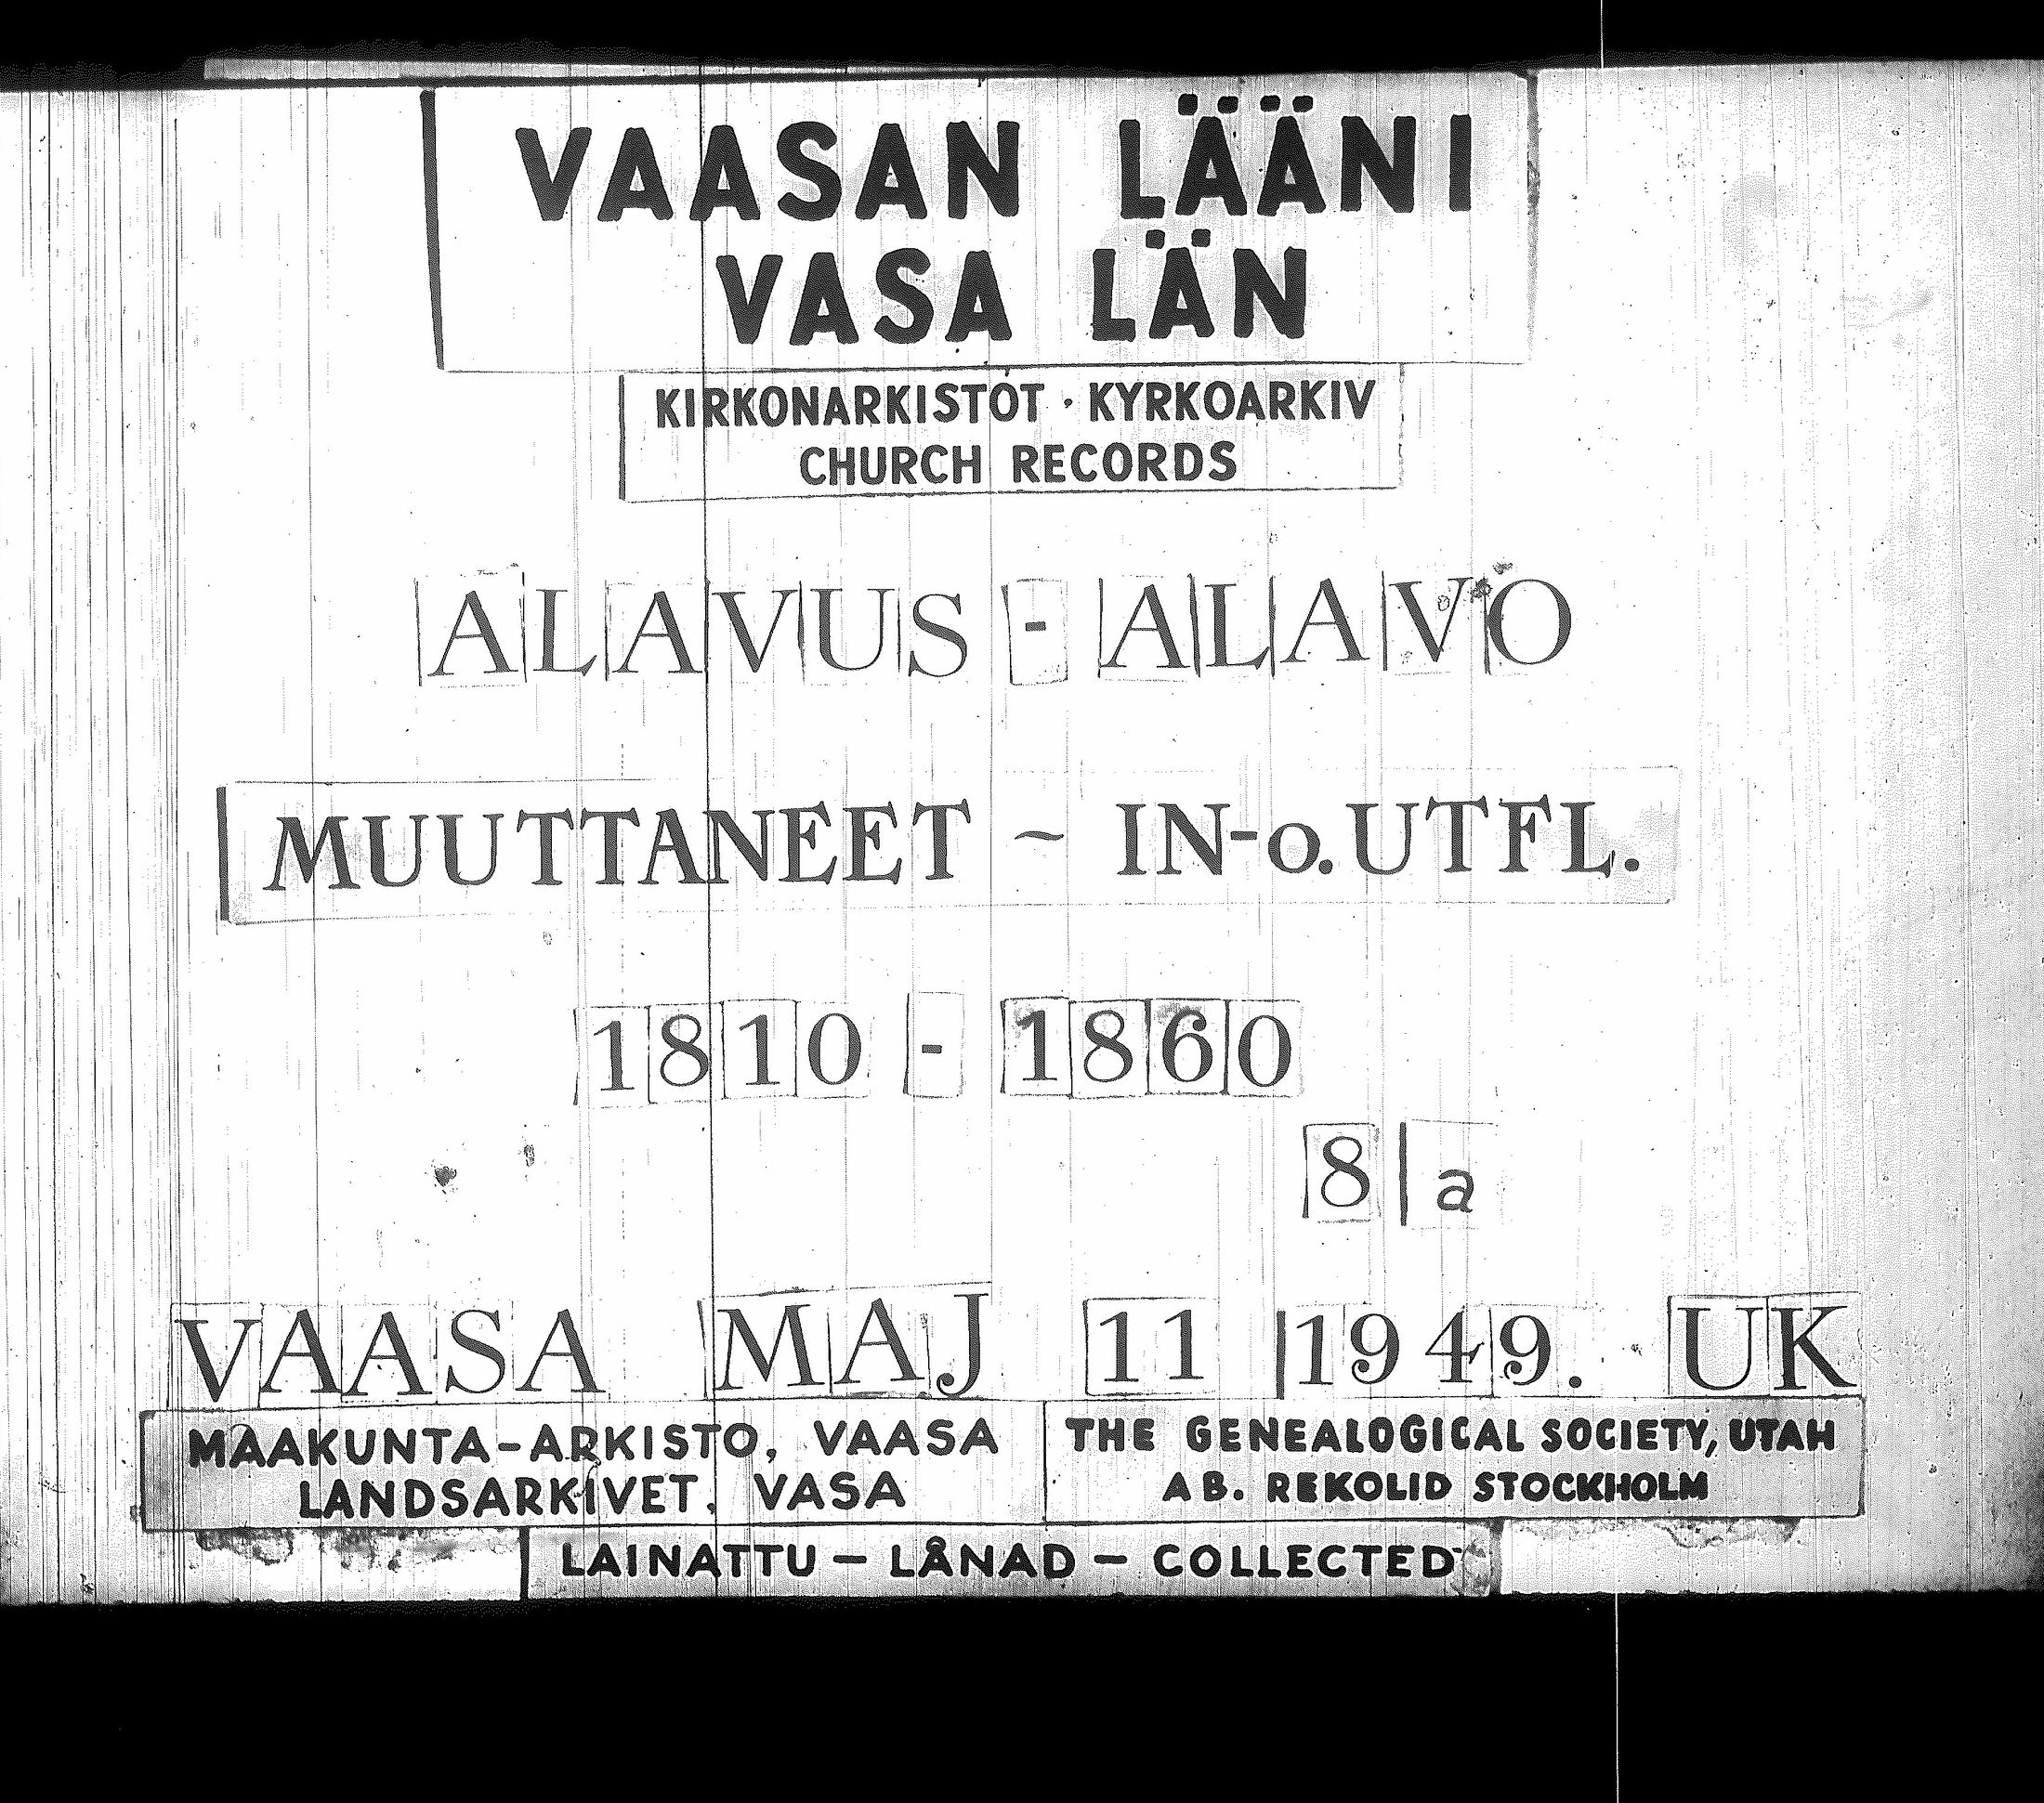 VAASAN LÄÄNI
VASA LÄN
KIRKONARKISTOT · KYRKOARKIV
CHURCH RECORDS
ALAVUS - ALAVO
MUUTTANEET ~ IN-o. UTFL.
1810 - 1860
8 a
VAASA MAJ 11 1949. UK
MAAKUNTA-ARKISTO, VAASA
LANDSARKIVET, VASA
THE GENEALOGICAL SOCIETY, UTAH
AB. REKOLID STOCKHOLM
LAINATTU – LÅNAD – COLLECTED